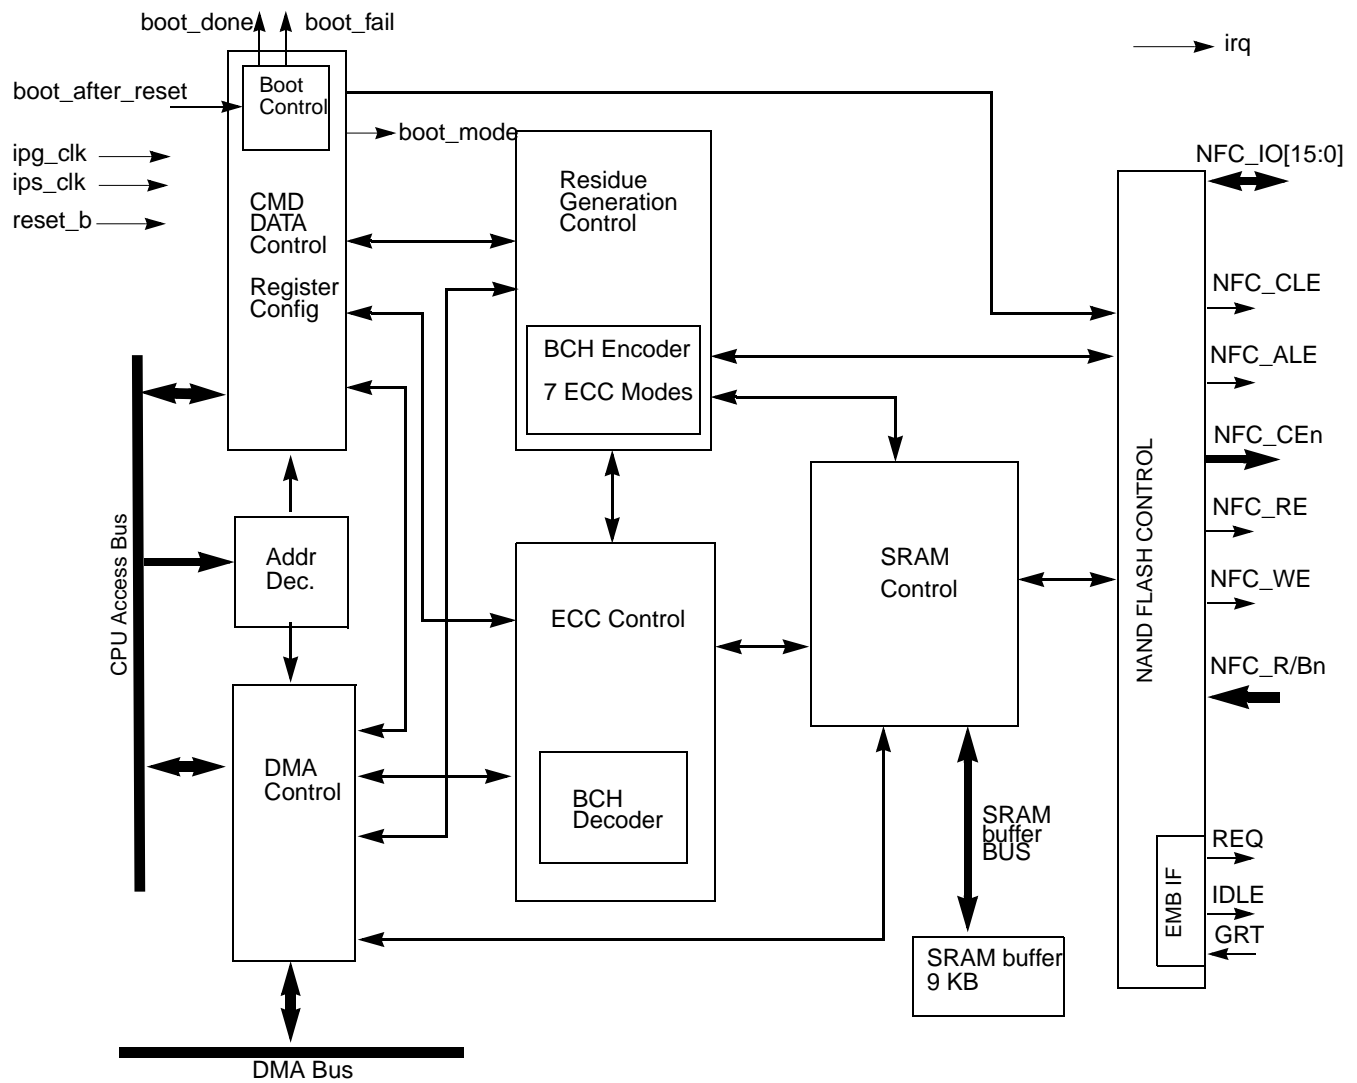 boot_done
boot_fail
irq
boot_after_reset
Boot
Control
boot_mode
ipg_clk
ips_clk
reset_b
NFC_IO[15:0]
CMD
DATA
Control
Register
Config
Residue
Generation
Control
BCH Encoder
7 ECC Modes
NFC_CLE
NFC_ALE
NFC_CEn
NFC_RE
NFC_WE
NFC_R/Bn
CPU Access Bus
Addr
Dec.
ECC Control
SRAM
Control
NAND FLASH CONTROL
DMA
Control
BCH
Decoder
SRAM
buffer
BUS
REQ
IDLE
GRT
EMB IF
SRAM buffer
9 KB
DMA Bus